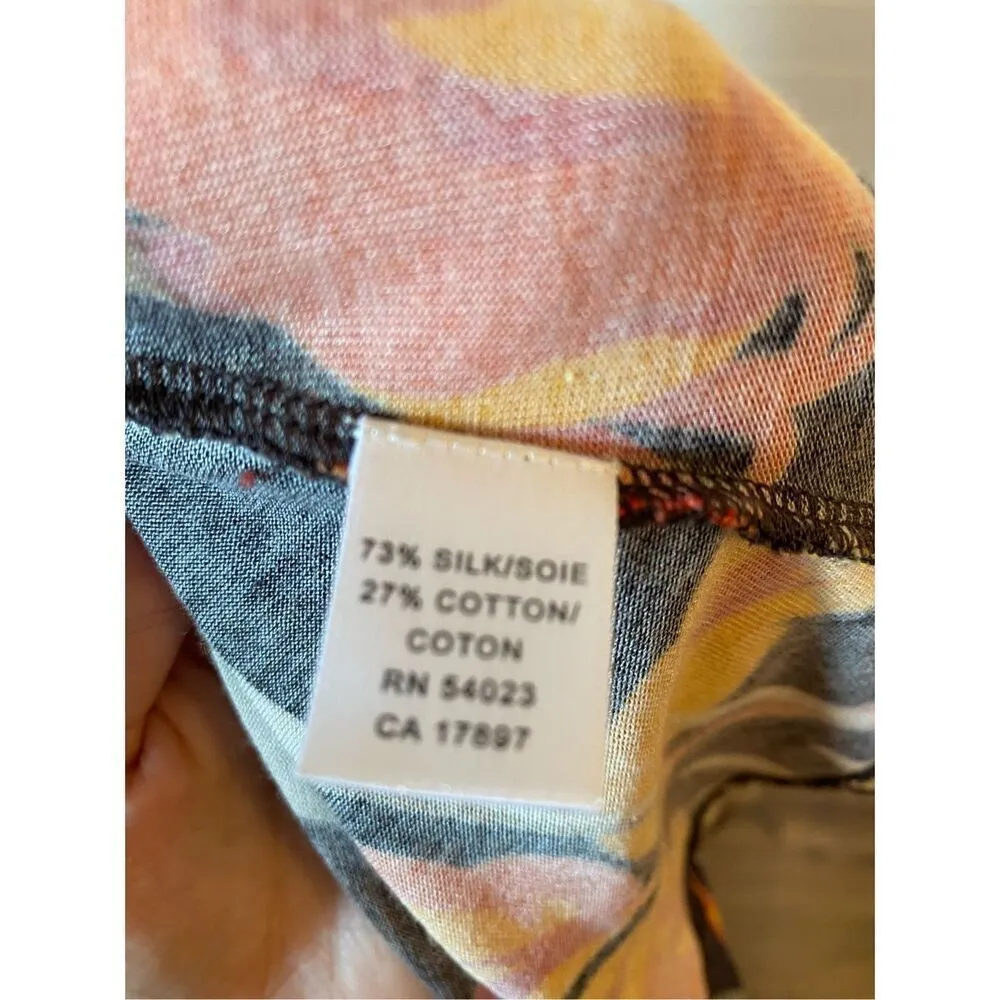 73% SILK/SOIE
27% COTTON/
COTON
RN 54023
CA 17897